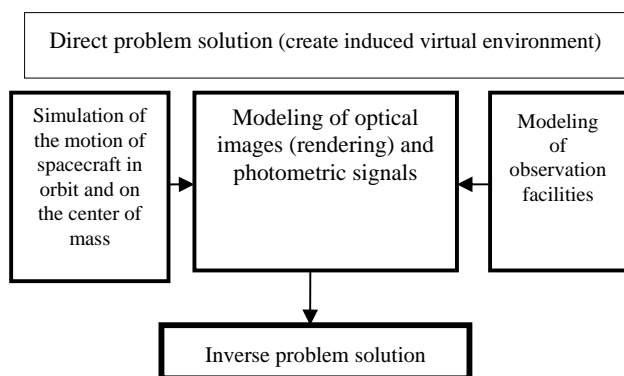 Direct problem solution (create induced virtual environment)
Simulation of
the motion of
spacecraft in
orbit and on
the center of
mass
Modeling of optical
images (rendering) and
photometric signals
Modeling
of
observation
facilities
Inverse problem solution